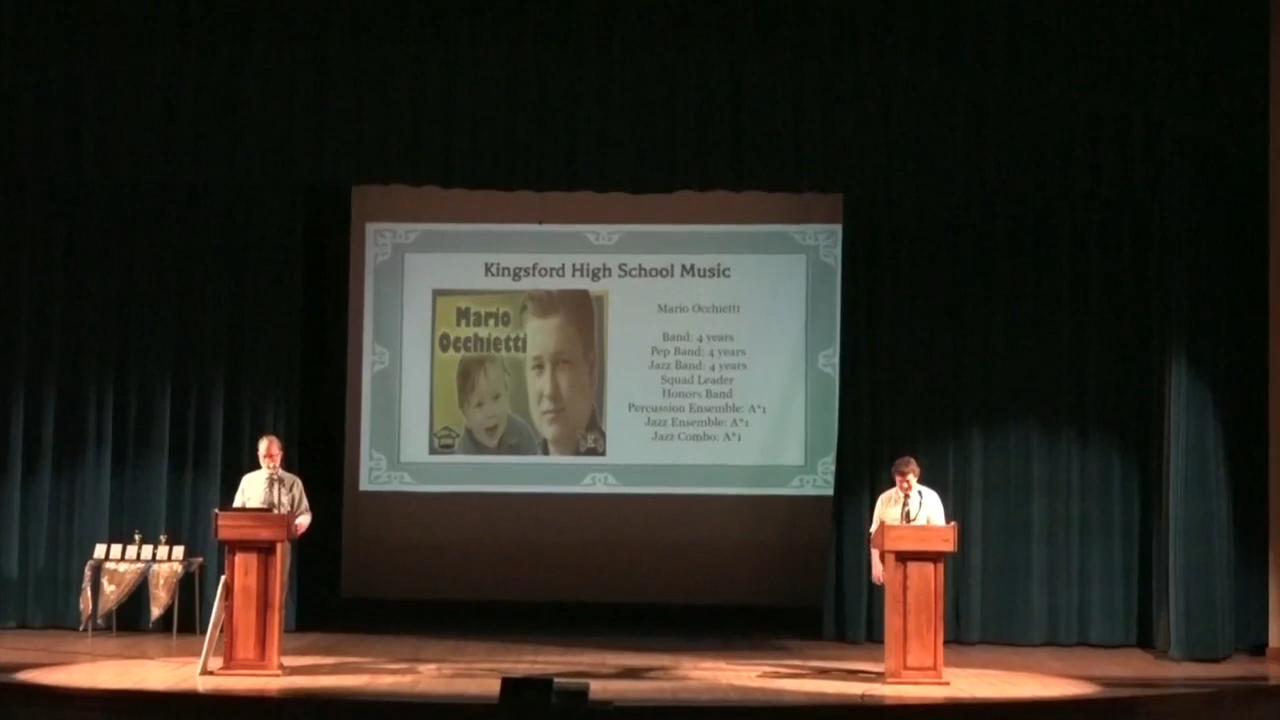 Kingsford High School Music
Mario
Occhietti
Mario Occhietti
Band: 4 years
Pep Band: 4 years
Jazz Band: 4 years
Squad Leader
Honors Band
Percussion Ensemble: A*1
Jazz Ensemble: A*1
Jazz Combo: A*1
K